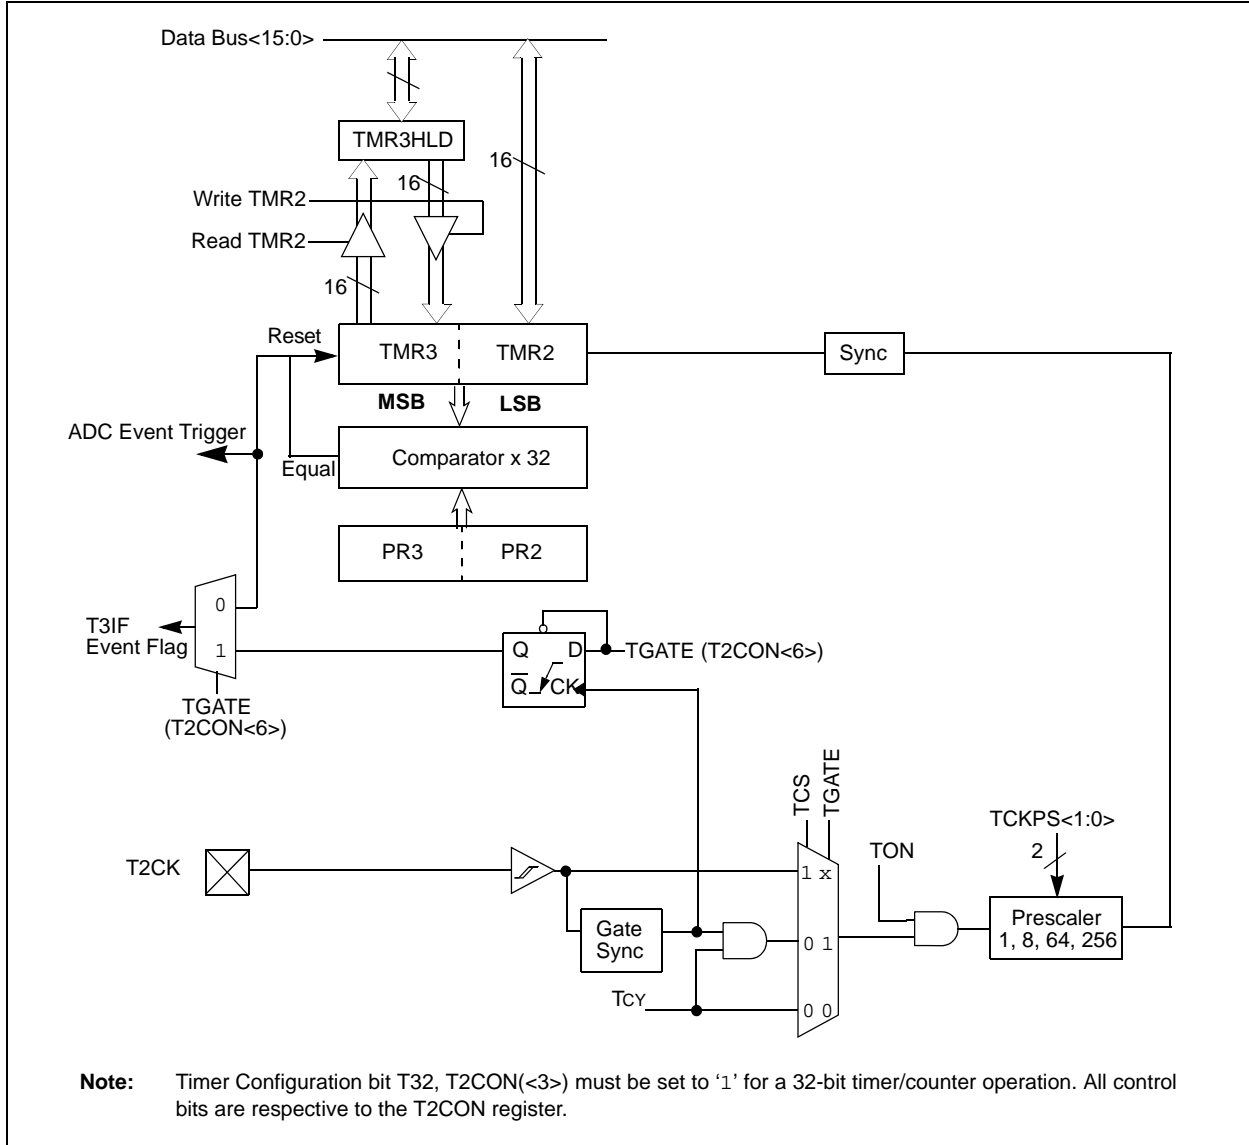 Data Bus<15:0>
TMR3HLD
16
16
Write TMR2
Read TMR2
16
Reset
TMR3
TMR2
Sync
MSB
LSB
ADC Event Trigger
Equal
Comparator x 32
PR3
PR2
0
1
T3IF
Event Flag
TGATE
(T2CON<6>)
Q
D
Q
CK
TGATE (T2CON<6>)
TCS
TGATE
TCKPS<1:0>
2
TON
T2CK
1 x
Gate
Sync
0 1
Prescaler
1, 8, 64, 256
TCY
0 0
Note: Timer Configuration bit T32, T2CON(<3>) must be set to ‘1’ for a 32-bit timer/counter operation. All control
bits are respective to the T2CON register.